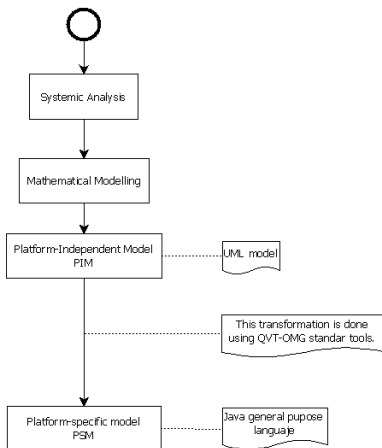 Systemic Analysis
Mathematical Modelling
Platform-Independent Model
PIM
UML model
This transformation is done
using QVT-OMG standar tools.
Platform-specific model
PSM
Java general pupose
languaje